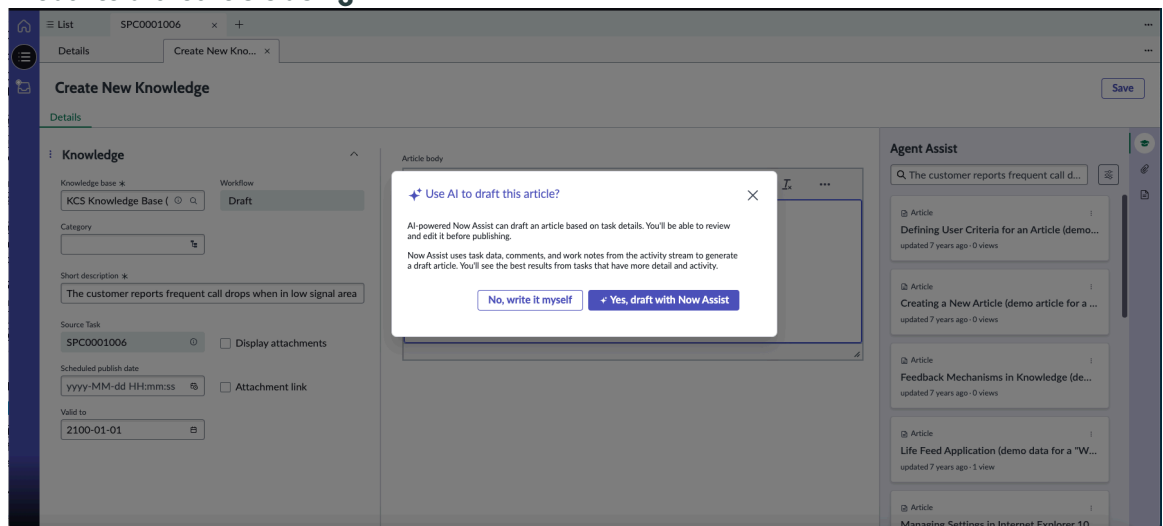 List
SPC0001006
Details
Create New Kno...
Create New Knowledge
Save
Details
Knowledge
Knowledge base *
Workflow
KCS Knowledge Base (
Draft
Category
Short description *
The customer reports frequent call drops when in low signal area
Source Task
SPC0001006
Display attachments
Scheduled publish date
yyyy-MM-dd HH:mm:ss
Attachment link
Valid to
2100-01-01
Article body
Use AI to draft this article?
AI-powered Now Assist can draft an article based on task details. You'll be able to review
and edit it before publishing.
Now Assist uses task data, comments, and work notes from the activity stream to generate
a draft article. You'll see the best results from tasks that have more detail and activity.
No, write it myself
Yes, draft with Now Assist
Agent Assist
The customer reports frequent call d...
Article
Defining User Criteria for an Article (demo...
updated 7 years ago · 0 views
Article
Creating a New Article (demo article for a ...
updated 7 years ago · 0 views
Article
Feedback Mechanisms in Knowledge (de...
updated 7 years ago · 0 views
Article
Life Feed Application (demo data for a "W...
updated 7 years ago · 1 view
Article
Managing Settings in Internet Explorer 10